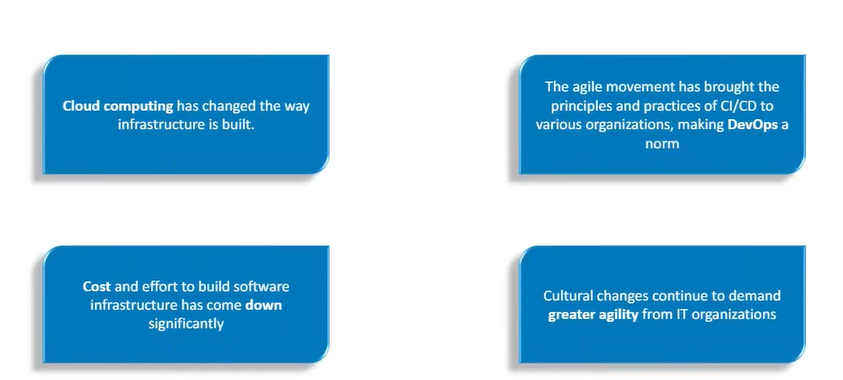 Cloud computing has changed the way
infrastructure is built.
The agile movement has brought the
principles and practices of CI/CD to
various organizations, making DevOps a
norm
Cost and effort to build software
infrastructure has come down
significantly
Cultural changes continue to demand
greater agility from IT organizations